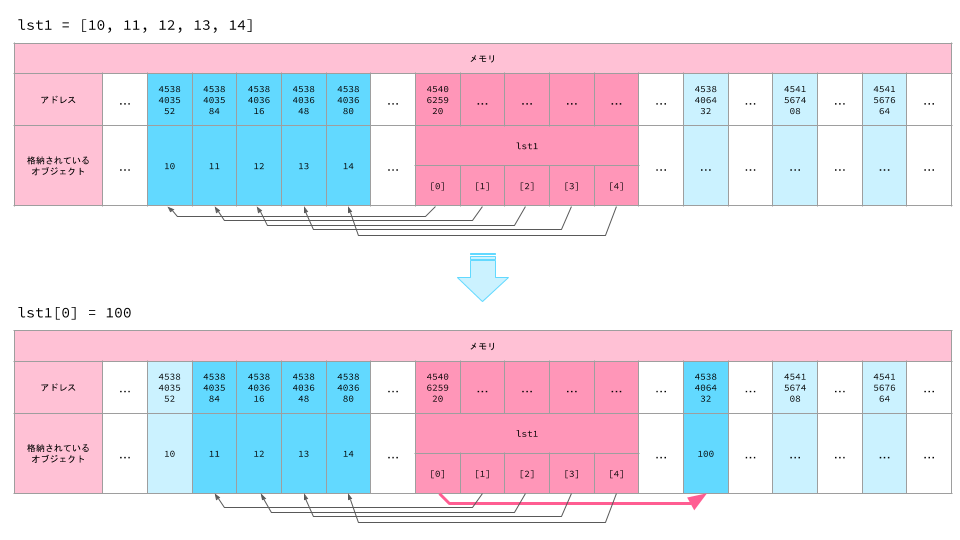 lst1 = [10, 11, 12, 13, 14]
メモリ
アドレス ... 4538 4035 52 4538 4035 84 4538 4036 16 4538 4036 48 4538 4036 80 ... 4540 6259 20 ... ... ... ... ... 4538 4064 32 ... 4541 5674 08 ... 4541 5676 64 ...
格納されている
オブジェクト
... 10 11 12 13 14 ... lst1 ... ... ... ... ... ... ...
[0] [1] [2] [3] [4]
lst1[0] = 100
メモリ
アドレス ... 4538 4035 52 4538 4035 84 4538 4036 16 4538 4036 48 4538 4036 80 ... 4540 6259 20 ... ... ... ... ... 4538 4064 32 ... 4541 5674 08 ... 4541 5676 64 ...
格納されている
オブジェクト
... 10 11 12 13 14 ... lst1 ... 100 ... ... ... ... ...
[0] [1] [2] [3] [4]